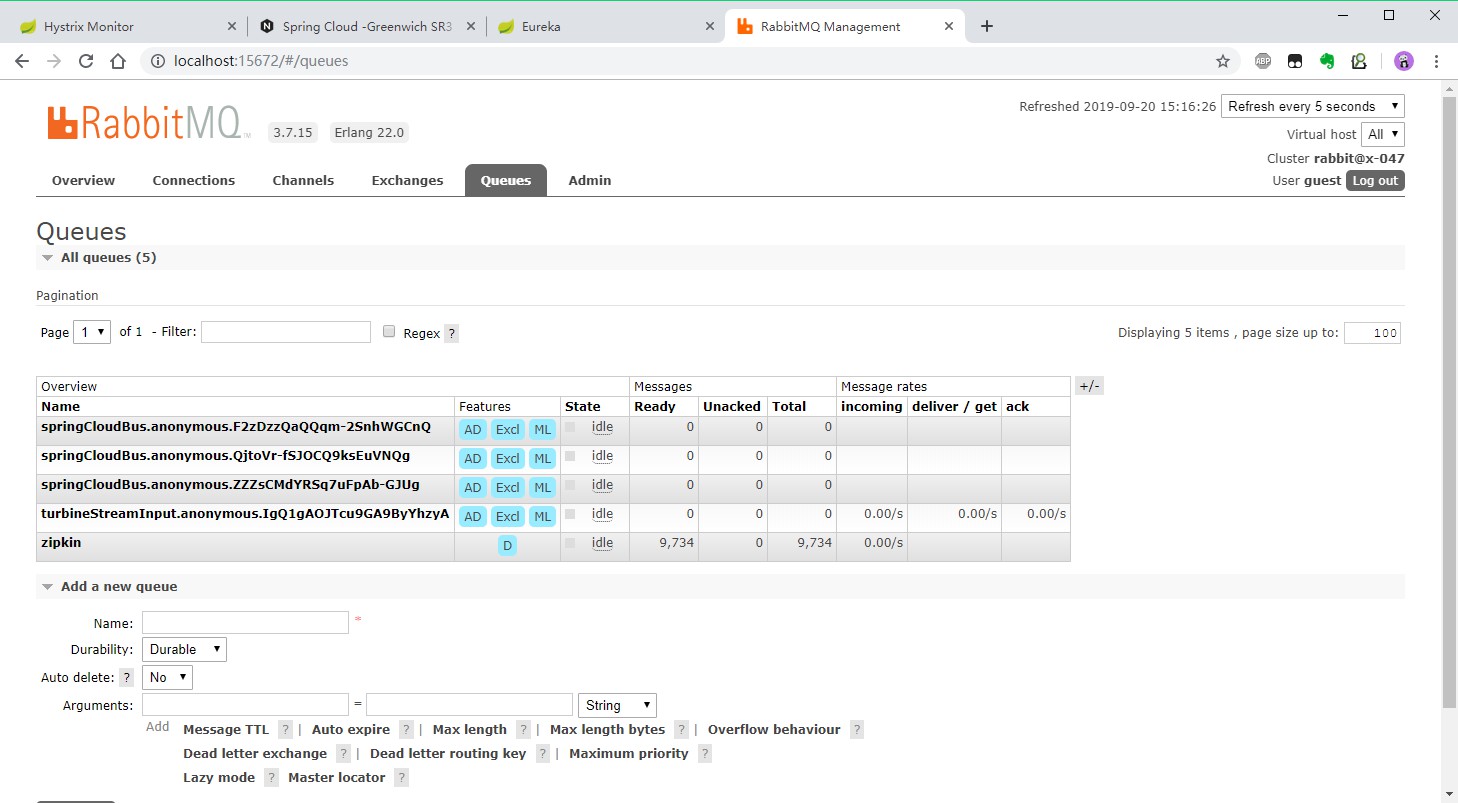 Hystrix Monitor
Spring Cloud -Greenwich SR3
Eureka
RabbitMQ Management
localhost:15672/#/queues
ABP
RabbitMQ TM
3.7.15 Erlang 22.0
Refreshed 2019-09-20 15:16:26 Refresh every 5 seconds
Virtual host All
Cluster rabbit@x-047
User guest Log out
Overview Connections Channels Exchanges Queues Admin
Queues
All queues (5)
Pagination
Page 1 of 1 - Filter: Regex ? Displaying 5 items , page size up to: 100
Overview Messages Message rates +/-
Name Features State Ready Unacked Total incoming deliver / get ack
springCloudBus.anonymous.F2zDzzQaQQqm-2SnhWGCnQ AD Excl ML idle 0 0 0
springCloudBus.anonymous.QjtoVr-fSJOCQ9ksEuVNQg AD Excl ML idle 0 0 0
springCloudBus.anonymous.ZZZsCMdYRSq7uFpAb-GJUg AD Excl ML idle 0 0 0
turbineStreamInput.anonymous.IgQ1gAOJTcu9GA9ByYhzyA AD Excl ML idle 0 0 0 0.00/s 0.00/s 0.00/s
zipkin D idle 9,734 0 9,734 0.00/s
Add a new queue
Name: *
Durability: Durable
Auto delete: ? No
Arguments: = String
Add Message TTL ? | Auto expire ? | Max length ? | Max length bytes ? | Overflow behaviour ?
Dead letter exchange ? | Dead letter routing key ? | Maximum priority ?
Lazy mode ? Master locator ?